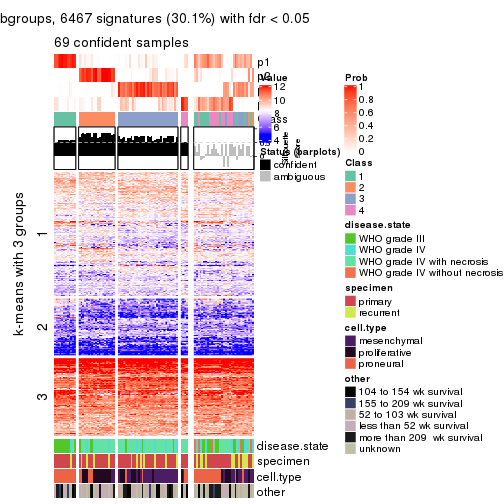 bgroups, 6467 signatures (30.1%) with fdr < 0.05
69 confident samples
p1
Value
12
10
8
6
4
Silhouette
score
Status (barplots)
confident
ambiguous
k-means with 3 groups
1
2
3
disease.state
specimen
cell.type
other
Prob
1
0.8
0.6
0.4
0.2
0
Class
1
2
3
4
disease.state
WHO grade III
WHO grade IV
WHO grade IV with necrosis
WHO grade IV without necrosis
specimen
primary
recurrent
cell.type
mesenchymal
proliferative
proneural
other
104 to 154 wk survival
155 to 209 wk survival
52 to 103 wk survival
less than 52 wk survival
more than 209  wk survival
unknown